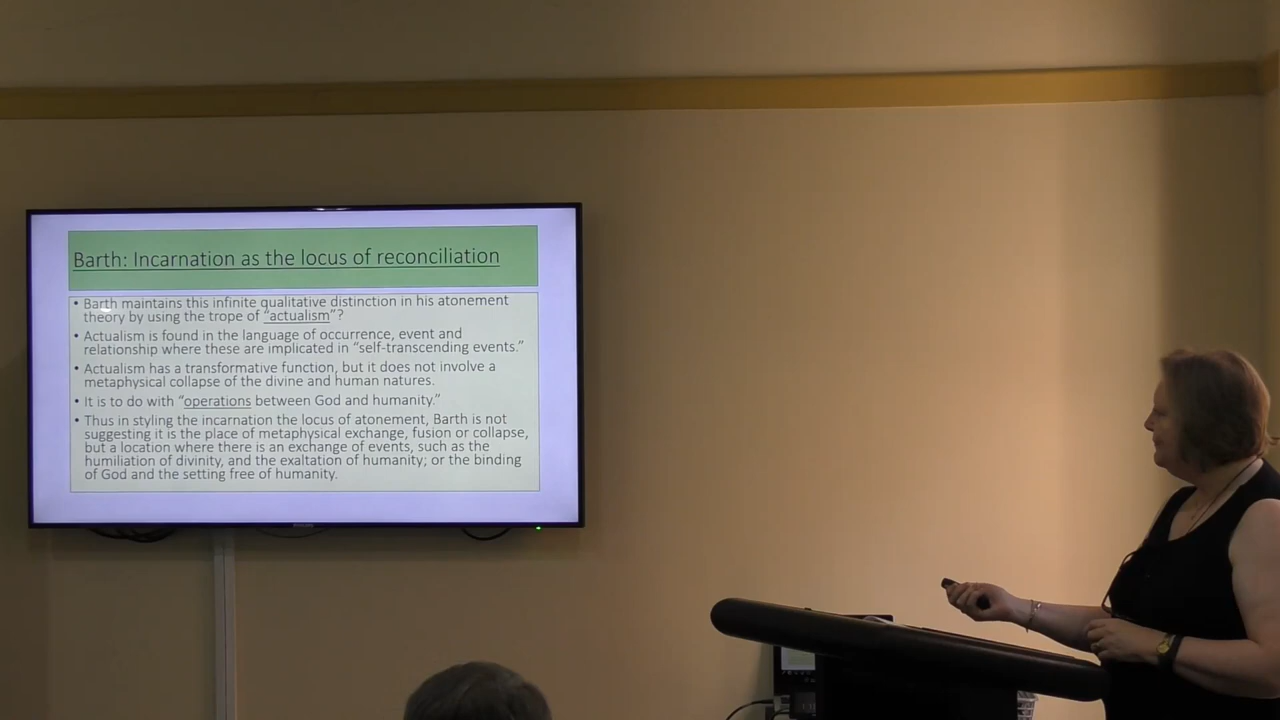 Barth: Incarnation as the locus of reconciliation
• Barth maintains this infinite qualitative distinction in his atonement
theory by using the trope of "actualism"?
• Actualism is found in the language of occurrence, event and
relationship where these are implicated in "self-transcending events."
• Actualism has a transformative function, but it does not involve a
metaphysical collapse of the divine and human natures.
• It is to do with "operations between God and humanity."
• Thus in styling the incarnation the locus of atonement, Barth is not
suggesting it is the place of metaphysical exchange, fusion or collapse,
but a location where there is an exchange of events, such as the
humiliation of divinity, and the exaltation of humanity; or the binding
of God and the setting free of humanity.